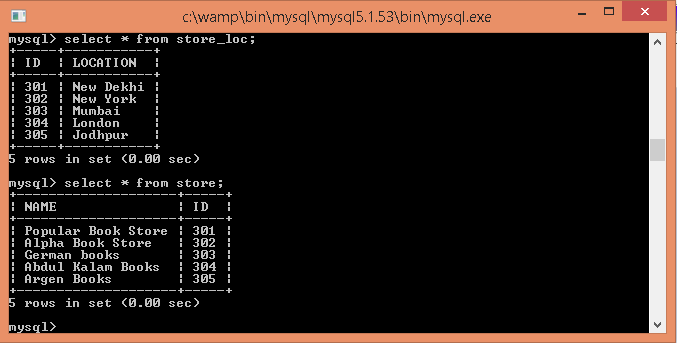 c:\wamp\bin\mysql\mysql5.1.53\bin\mysql.exe
mysql> select * from store_loc;
+-----+-----------+
| ID  | LOCATION  |
+-----+-----------+
| 301 | New Dekhi |
| 302 | New York  |
| 303 | Mumbai    |
| 304 | London    |
| 305 | Jodhpur   |
+-----+-----------+
5 rows in set (0.00 sec)
mysql> select * from store;
+--------------------+-----+
| NAME               | ID  |
+--------------------+-----+
| Popular Book Store | 301 |
| Alpha Book Store   | 302 |
| German books       | 303 |
| Abdul Kalam Books  | 304 |
| Argen Books        | 305 |
+--------------------+-----+
5 rows in set (0.00 sec)
mysql>